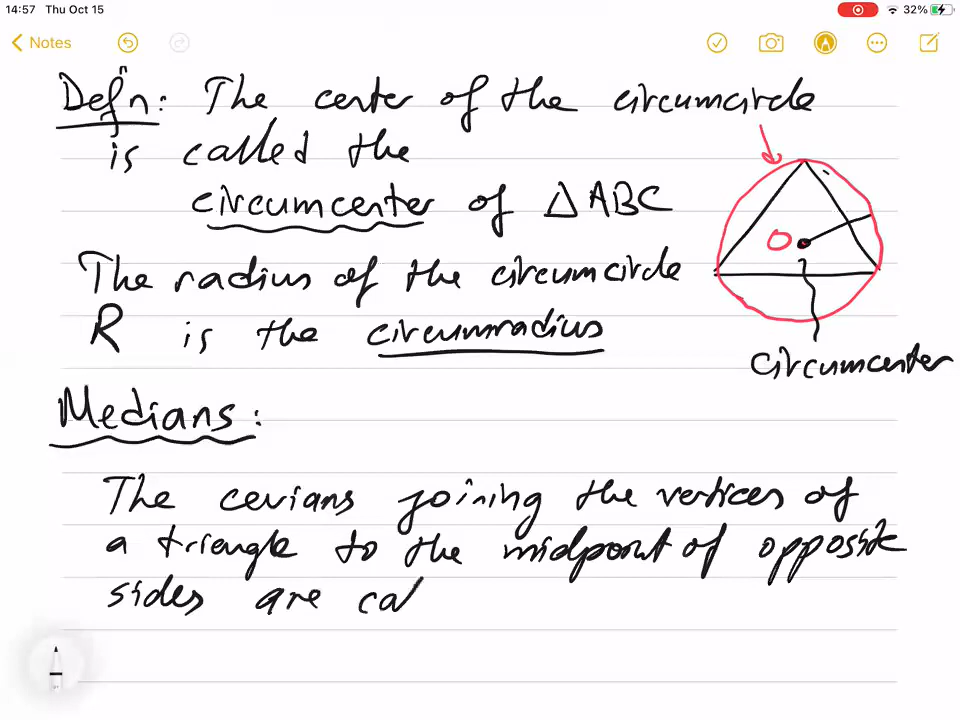 14:57 Thu Oct 15
32%
Notes
Defⁿn: The center of the circumcircle
is called the
circumcenter of △ABC
O
The radius of the circumcircle
R is the circumradius
circumcenter
Medians:
The cevians joining the vertices of
a triangle to the midpoint of opposite
sides are cal